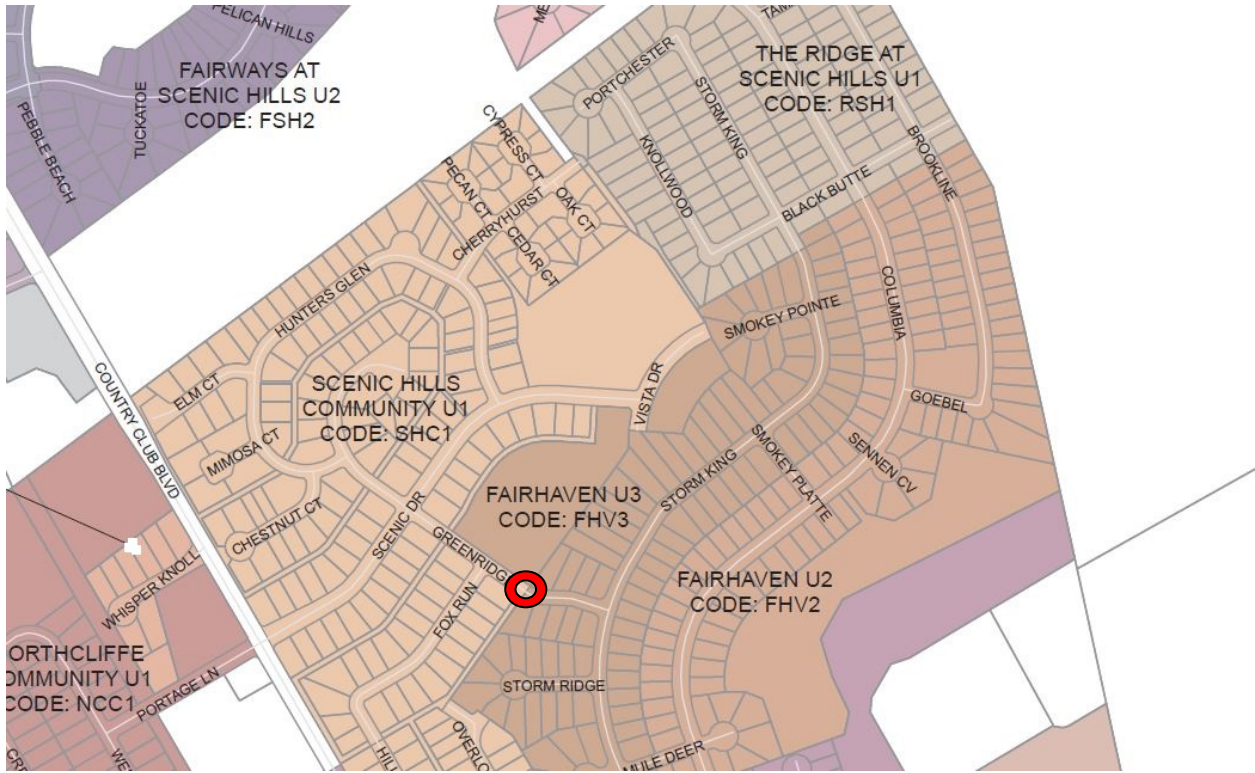 PELICAN HILLS
FAIRWAYS AT
SCENIC HILLS U2
CODE: FSH2
PEBBLE BEACH
TUCKATOE
THE RIDGE AT
SCENIC HILLS U1
CODE: RSH1
PORTCHESTER
STORM KING
KNOLLWOOD
BROOKLINE
BLACK BUTTE
CYPRESS CT
PECAN CT
OAK CT
CHERRYHURST
CEDAR CT
HUNTERS GLEN
COLUMBIA
SMOKEY POINTE
COUNTRY CLUB BLVD
ELM CT
SCENIC HILLS
COMMUNITY U1
CODE: SHC1
VISTA DR
GOEBEL
MIMOSA CT
STORM KING
SMOKEY PLATTE
SENNEN CV
CHESTNUT CT
SCENIC DR
FAIRHAVEN U3
CODE: FHV3
GREENRIDG
WHISPER KNOLL
FAIRHAVEN U2
CODE: FHV2
FOX RUN
ORTHCLIFFE
OMMUNITY U1
CODE: NCC1
PORTAGE LN
STORM RIDGE
OVERLO
HILL
MULE DEER